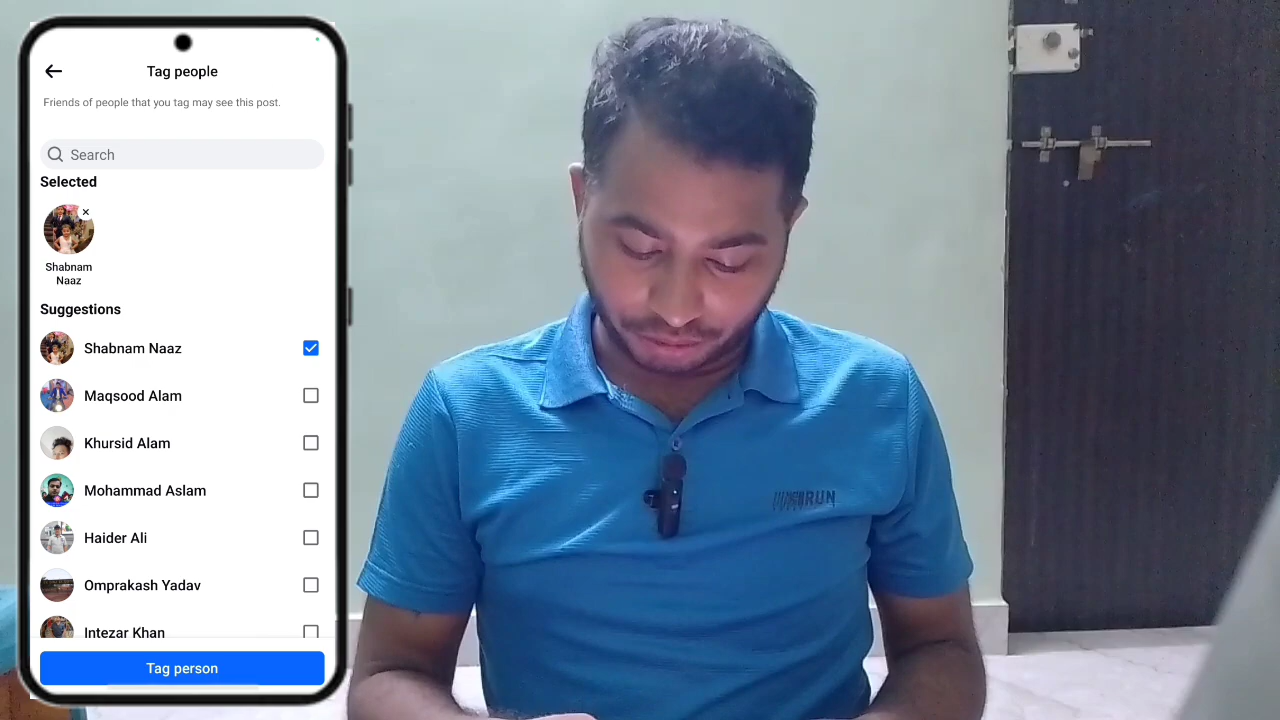 Tag people
Friends of people that you tag may see this post.
Search
Selected
Shabnam
Naaz
Suggestions
Shabnam Naaz
Maqsood Alam
Khursid Alam
Mohammad Aslam
Haider Ali
Omprakash Yadav
Intezar Khan
Tag person
RUN